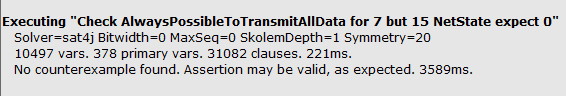 Executing "Check AlwaysPossibleToTransmitAllData for 7 but 15 NetState expect 0"
Solver=sat4j Bitwidth=0 MaxSeq=0 SkolemDepth=1 Symmetry=20
10497 vars. 378 primary vars. 31082 clauses. 221ms.
No counterexample found. Assertion may be valid, as expected. 3589ms.